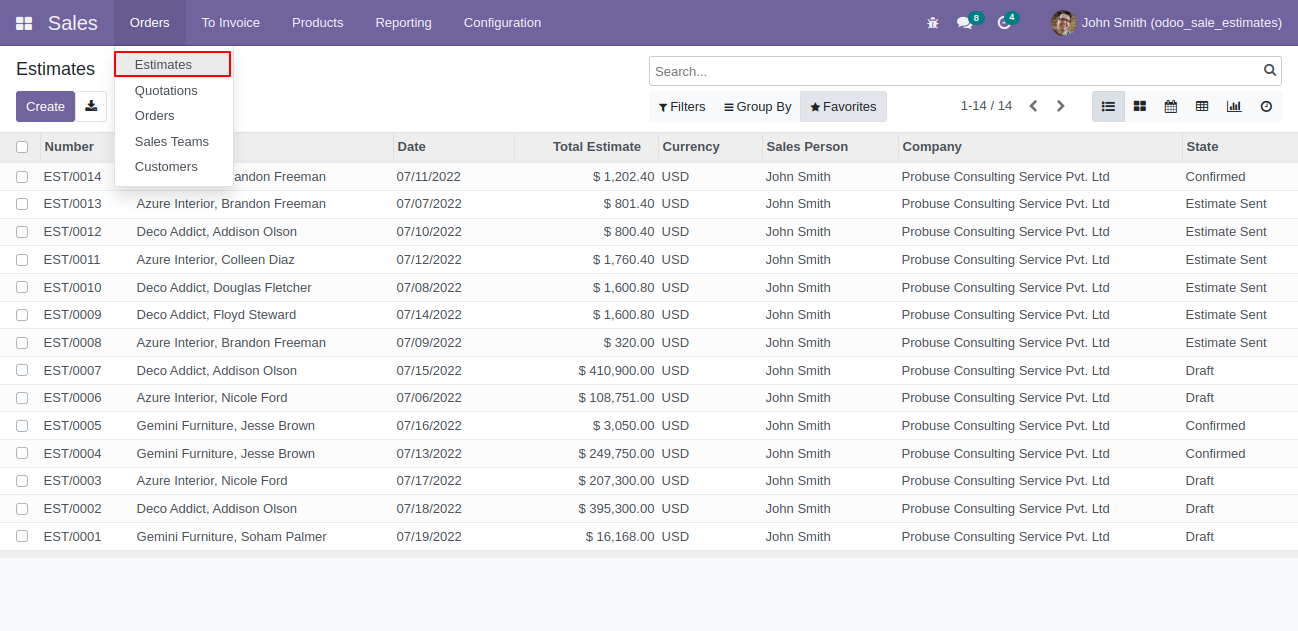 Sales Orders To Invoice Products Reporting Configuration 8 4 John Smith (odoo_sale_estimates)
Estimates
Search...
Create
Filters Group By Favorites 1-14 / 14
Estimates
Quotations
Orders
Sales Teams
Customers
Number Date Total Estimate Currency Sales Person Company State
EST/0014 andon Freeman 07/11/2022 $ 1,202.40 USD John Smith Probuse Consulting Service Pvt. Ltd Confirmed
EST/0013 Azure Interior, Brandon Freeman 07/07/2022 $ 801.40 USD John Smith Probuse Consulting Service Pvt. Ltd Estimate Sent
EST/0012 Deco Addict, Addison Olson 07/10/2022 $ 800.40 USD John Smith Probuse Consulting Service Pvt. Ltd Estimate Sent
EST/0011 Azure Interior, Colleen Diaz 07/12/2022 $ 1,760.40 USD John Smith Probuse Consulting Service Pvt. Ltd Estimate Sent
EST/0010 Deco Addict, Douglas Fletcher 07/08/2022 $ 1,600.80 USD John Smith Probuse Consulting Service Pvt. Ltd Estimate Sent
EST/0009 Deco Addict, Floyd Steward 07/14/2022 $ 1,600.80 USD John Smith Probuse Consulting Service Pvt. Ltd Estimate Sent
EST/0008 Azure Interior, Brandon Freeman 07/09/2022 $ 320.00 USD John Smith Probuse Consulting Service Pvt. Ltd Estimate Sent
EST/0007 Deco Addict, Addison Olson 07/15/2022 $ 410,900.00 USD John Smith Probuse Consulting Service Pvt. Ltd Draft
EST/0006 Azure Interior, Nicole Ford 07/06/2022 $ 108,751.00 USD John Smith Probuse Consulting Service Pvt. Ltd Draft
EST/0005 Gemini Furniture, Jesse Brown 07/16/2022 $ 3,050.00 USD John Smith Probuse Consulting Service Pvt. Ltd Confirmed
EST/0004 Gemini Furniture, Jesse Brown 07/13/2022 $ 249,750.00 USD John Smith Probuse Consulting Service Pvt. Ltd Confirmed
EST/0003 Azure Interior, Nicole Ford 07/17/2022 $ 207,300.00 USD John Smith Probuse Consulting Service Pvt. Ltd Draft
EST/0002 Deco Addict, Addison Olson 07/18/2022 $ 395,300.00 USD John Smith Probuse Consulting Service Pvt. Ltd Draft
EST/0001 Gemini Furniture, Soham Palmer 07/19/2022 $ 16,168.00 USD John Smith Probuse Consulting Service Pvt. Ltd Draft